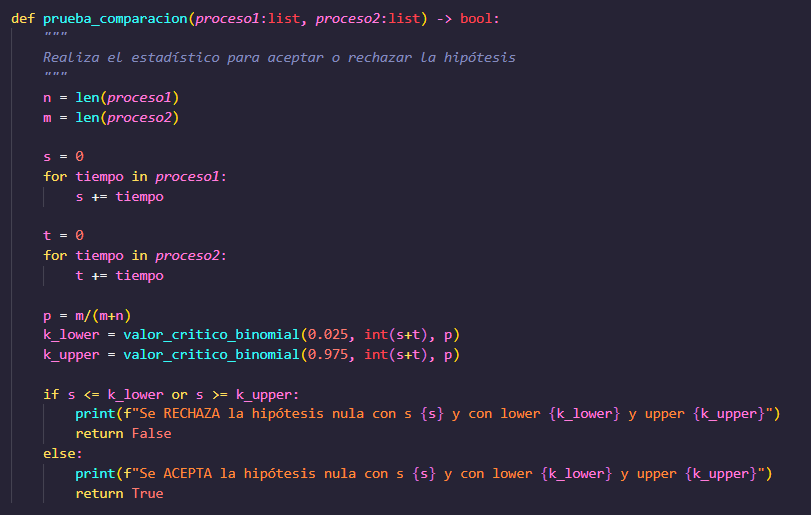 def prueba_comparacion(proceso1:list, proceso2:list) -> bool:
    """
    Realiza el estadístico para aceptar o rechazar la hipótesis
    """
    n = len(proceso1)
    m = len(proceso2)

    s = 0
    for tiempo in proceso1:
        s += tiempo

    t = 0
    for tiempo in proceso2:
        t += tiempo

    p = m/(m+n)
    k_lower = valor_critico_binomial(0.025, int(s+t), p)
    k_upper = valor_critico_binomial(0.975, int(s+t), p)

    if s <= k_lower or s >= k_upper:
        print(f"Se RECHAZA la hipótesis nula con s {s} y con lower {k_lower} y upper {k_upper}")
        return False
    else:
        print(f"Se ACEPTA la hipótesis nula con s {s} y con lower {k_lower} y upper {k_upper}")
        return True